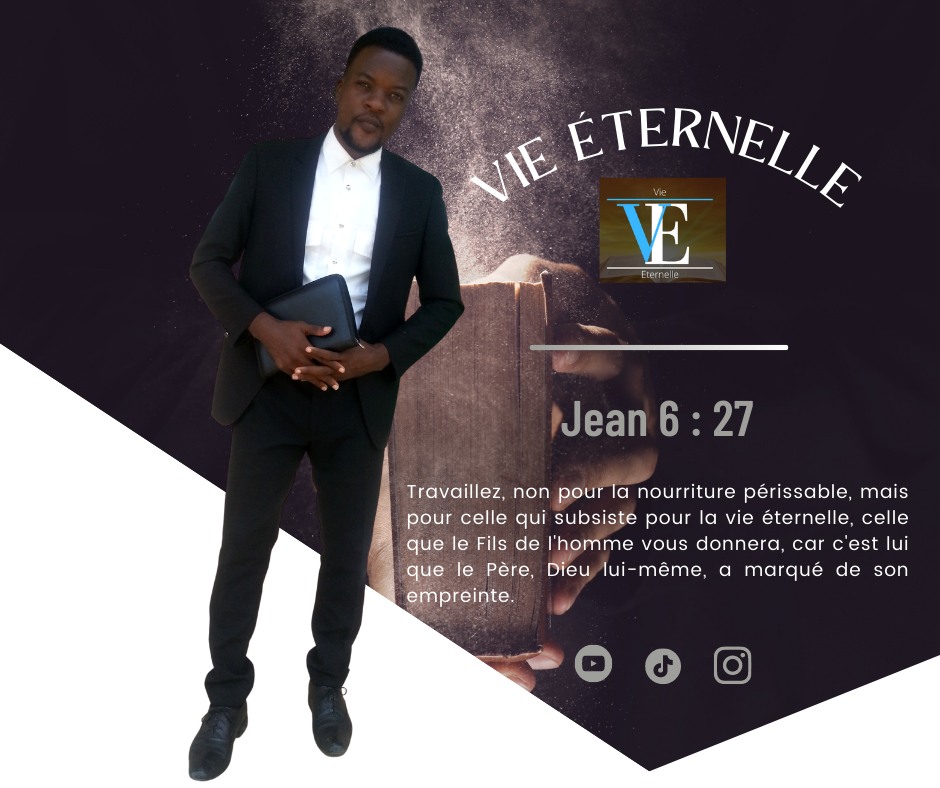 VIE ÉTERNELLE
Vie
VE
Eternelle
Jean 6 : 27
Travaillez, non pour la nourriture périssable, mais
pour celle qui subsiste pour la vie éternelle, celle
que le Fils de l'homme vous donnera, car c'est lui
que le Père, Dieu lui-même, a marqué de son
empreinte.